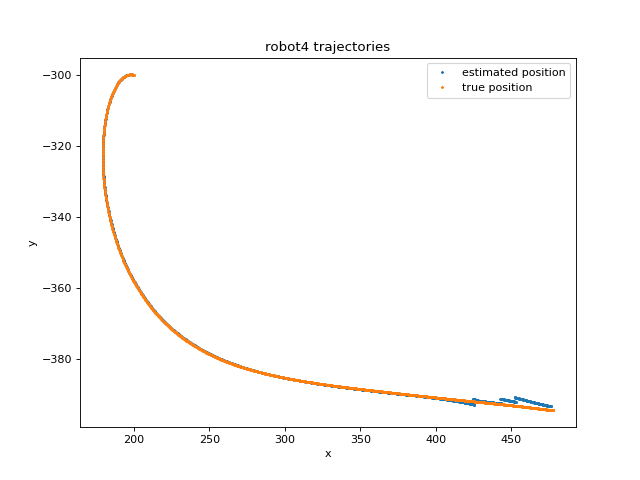 robot4 trajectories
estimated position
true position
−300
−320
−340
−360
−380
y
200
250
300
350
400
450
x